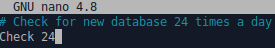 GNU nano 4.8
# Check for new database 24 times a day
Check 24